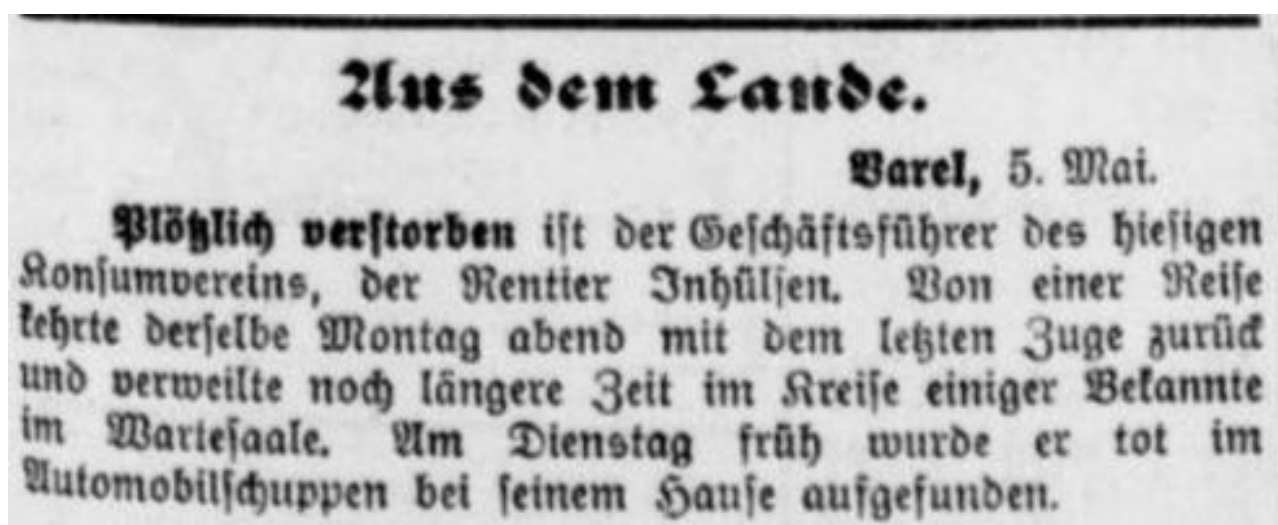 Aus dem Lande.
Varel, 5. Mai.
Plötzlich verstorben ist der Geschäftsführer des hiesigen
Konsumvereins, der Rentier Inhülsen. Von einer Reise
kehrte derselbe Montag abend mit dem letzten Zuge zurück
und verweilte noch längere Zeit im Kreise einiger Bekannte
im Wartesaale. Am Dienstag früh wurde er tot im
Automobilschuppen bei seinem Hause aufgefunden.